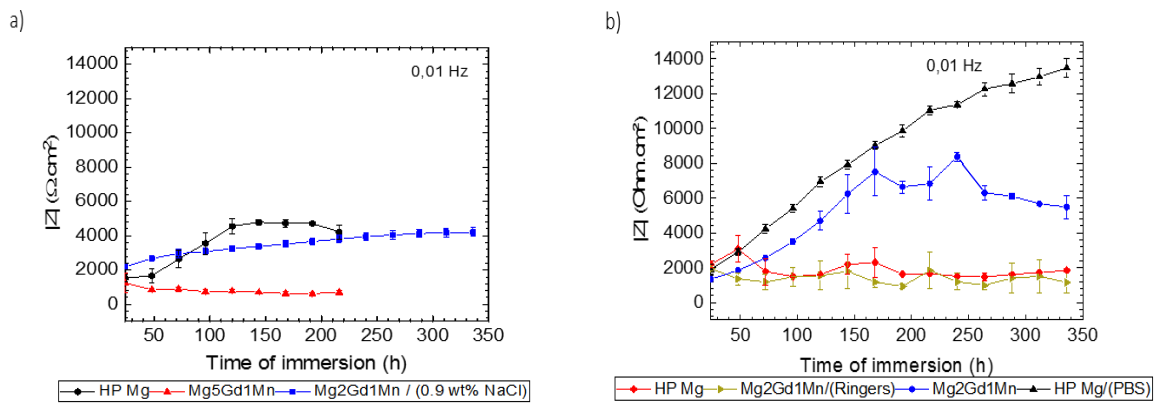 a)
14000
12000
10000
8000
6000
4000
2000
0
|Z| (Ωcm²)
0,01 Hz
50 100 150 200 250 300 350
Time of immersion (h)
HP Mg Mg5Gd1Mn Mg2Gd1Mn / (0.9 wt% NaCl)
b)
14000
12000
10000
8000
6000
4000
2000
0
|Z| (Ohm.cm²)
0,01 Hz
50 100 150 200 250 300 350
Time of immersion (h)
HP Mg Mg2Gd1Mn/(Ringers) Mg2Gd1Mn HP Mg/(PBS)